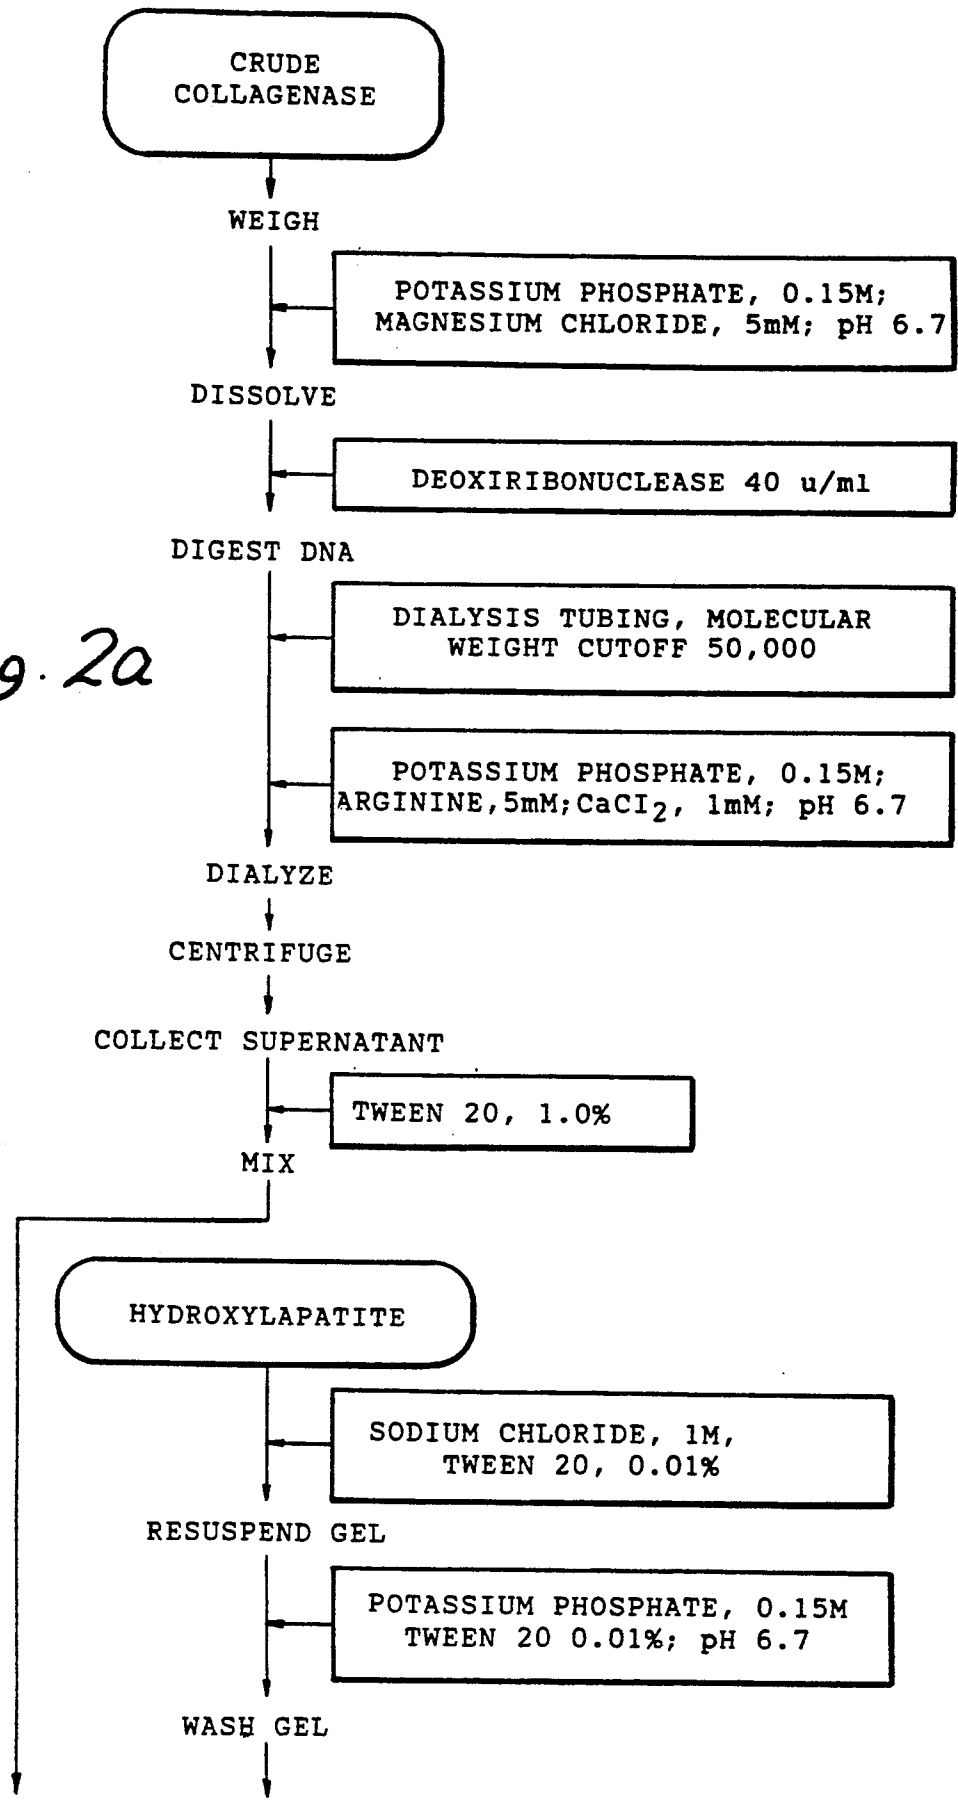 CRUDE
COLLAGENASE
WEIGH
POTASSIUM PHOSPHATE, 0.15M;
MAGNESIUM CHLORIDE, 5mM; pH 6.7
DISSOLVE
DEOXIRIBONUCLEASE 40 u/ml
DIGEST DNA
DIALYSIS TUBING, MOLECULAR
WEIGHT CUTOFF 50,000
g. 2a
POTASSIUM PHOSPHATE, 0.15M;
ARGININE,5mM;CaCI2, 1mM; pH 6.7
DIALYZE
CENTRIFUGE
COLLECT SUPERNATANT
TWEEN 20, 1.0%
MIX
HYDROXYLAPATITE
SODIUM CHLORIDE, 1M,
TWEEN 20, 0.01%
RESUSPEND GEL
POTASSIUM PHOSPHATE, 0.15M
TWEEN 20 0.01%; pH 6.7
WASH GEL